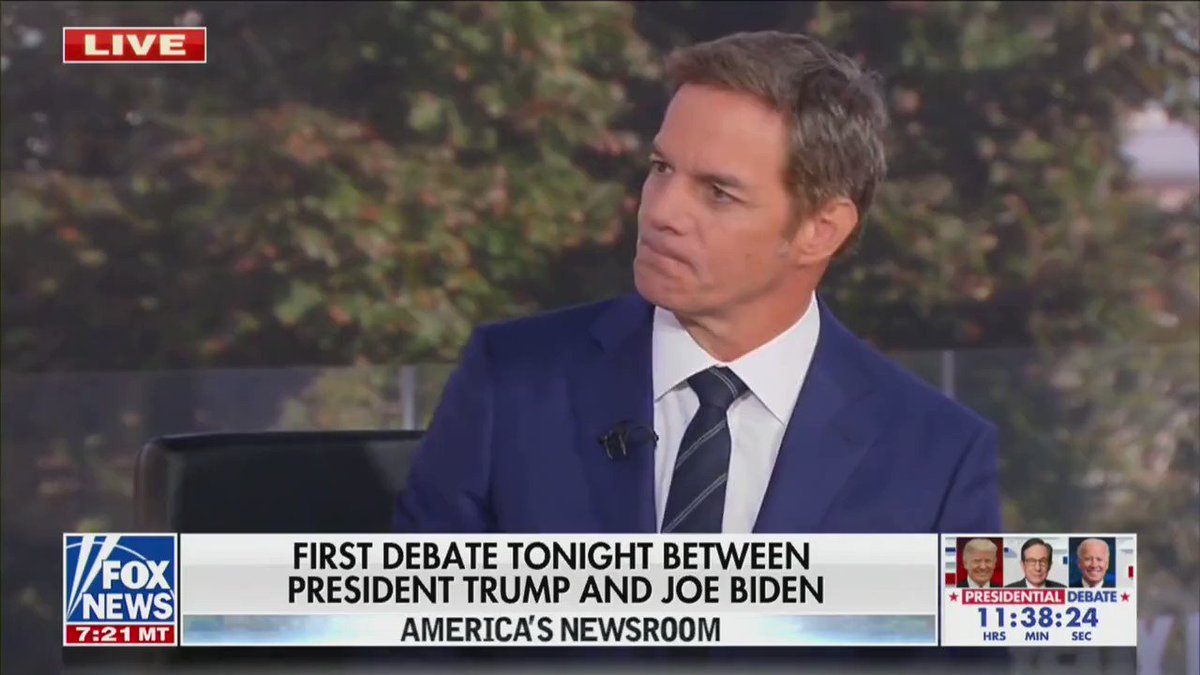 LIVE
FIRST DEBATE TONIGHT BETWEEN
PRESIDENT TRUMP AND JOE BIDEN
AMERICA'S NEWSROOM
FOX
NEWS
7:21 MT
PRESIDENTIAL DEBATE
11:38:24
HRS MIN SEC